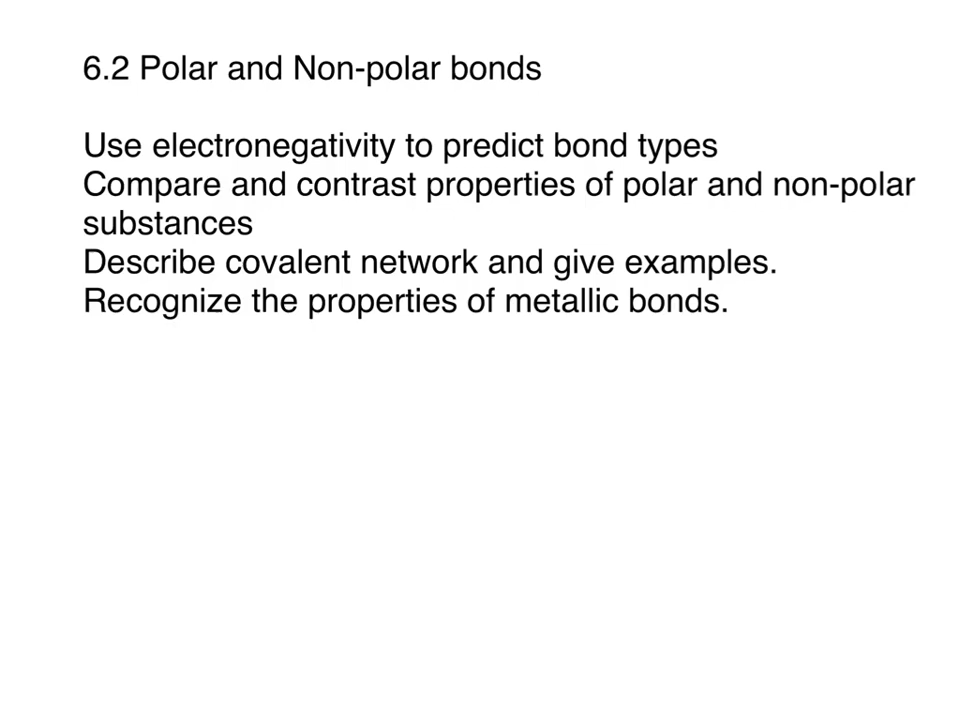 6.2 Polar and Non-polar bonds
Use electronegativity to predict bond types
Compare and contrast properties of polar and non-polar
substances
Describe covalent network and give examples.
Recognize the properties of metallic bonds.